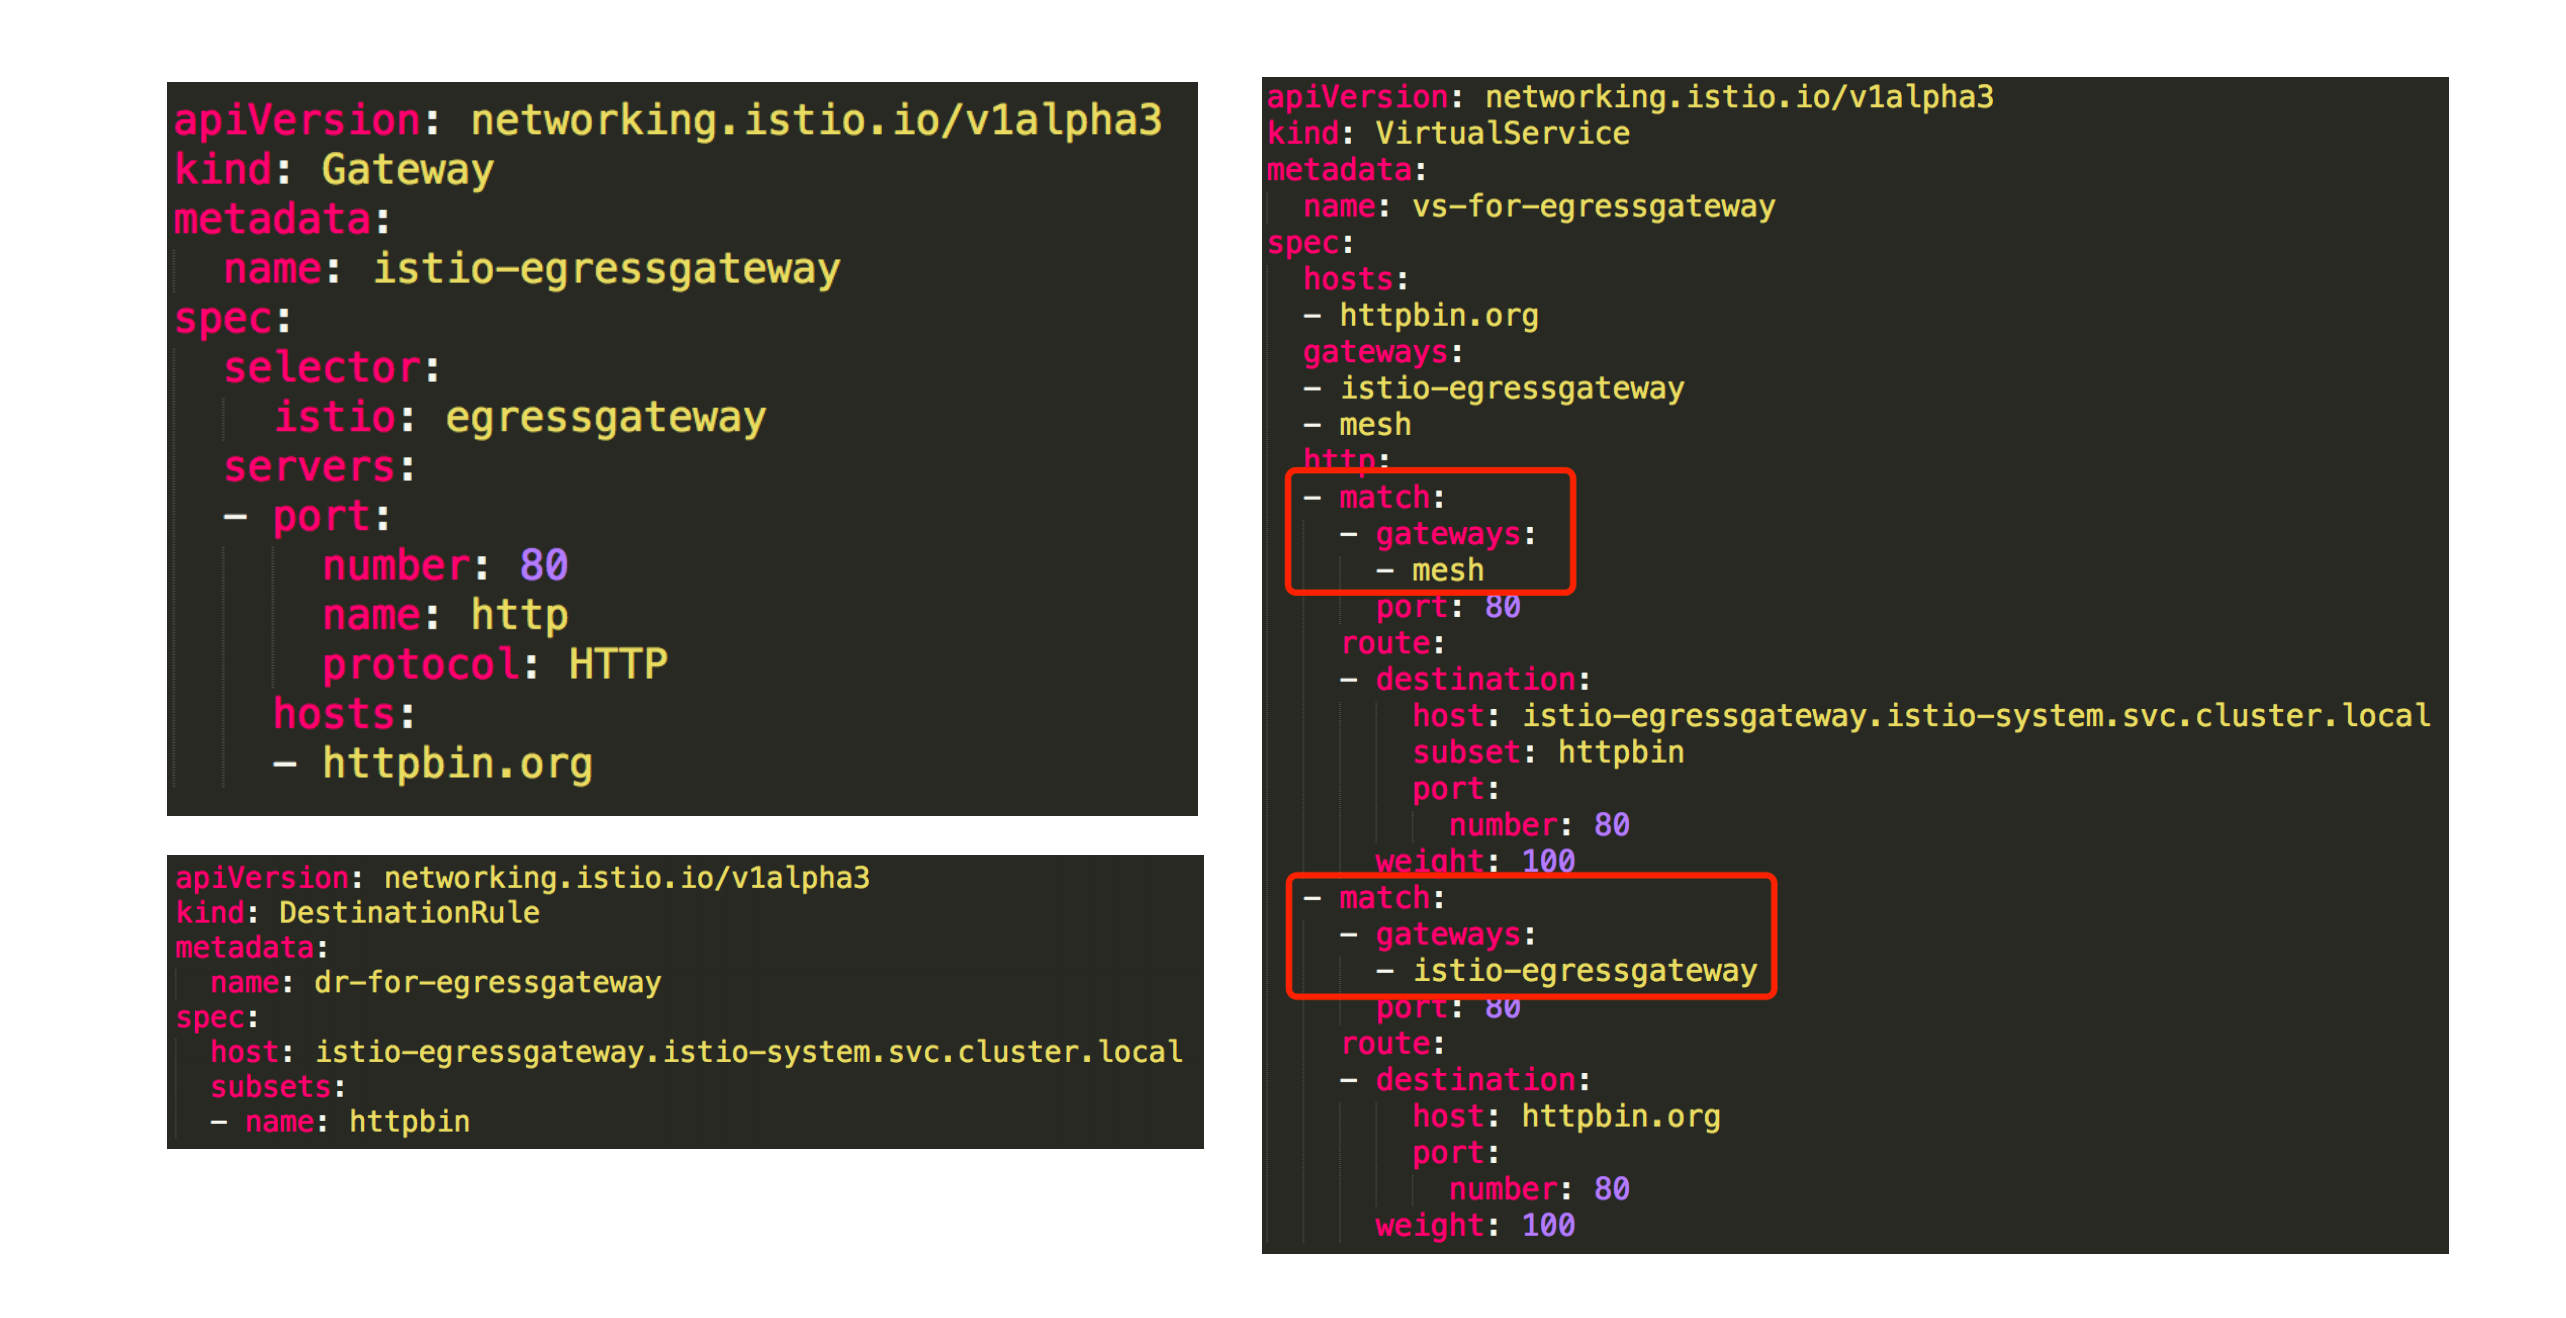 apiVersion: networking.istio.io/v1alpha3
kind: Gateway
metadata:
  name: istio-egressgateway
spec:
  selector:
    istio: egressgateway
  servers:
  - port:
      number: 80
      name: http
      protocol: HTTP
    hosts:
    - httpbin.org
apiVersion: networking.istio.io/v1alpha3
kind: DestinationRule
metadata:
  name: dr-for-egressgateway
spec:
  host: istio-egressgateway.istio-system.svc.cluster.local
  subsets:
  - name: httpbin
apiVersion: networking.istio.io/v1alpha3
kind: VirtualService
metadata:
  name: vs-for-egressgateway
spec:
  hosts:
  - httpbin.org
  gateways:
  - istio-egressgateway
  - mesh
  http:
  - match:
    - gateways:
      - mesh
      port: 80
    route:
    - destination:
        host: istio-egressgateway.istio-system.svc.cluster.local
        subset: httpbin
        port:
          number: 80
      weight: 100
  - match:
    - gateways:
      - istio-egressgateway
      port: 80
    route:
    - destination:
        host: httpbin.org
        port:
          number: 80
      weight: 100